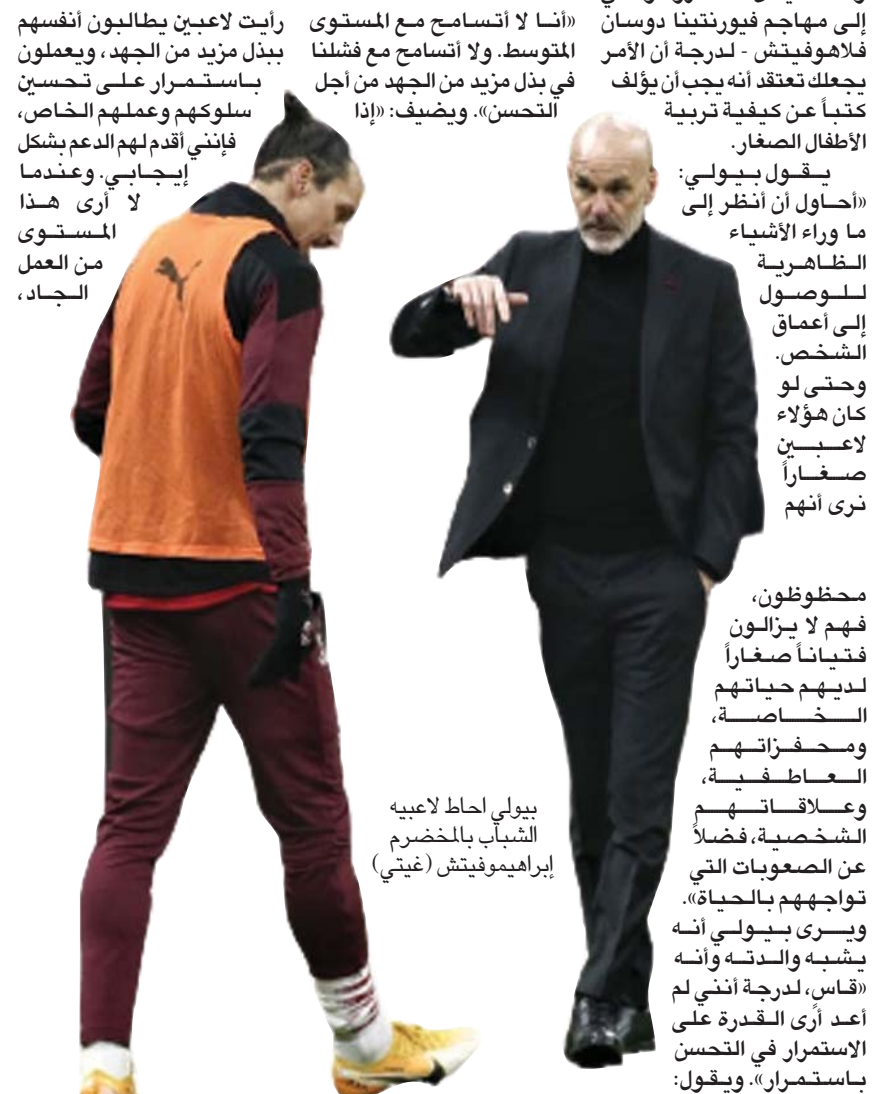 إلى مهاجم فيورنتينا دوسان
فلاهوفيتش - لدرجة أن الأمر
يجعلك تعتقد أنه يجب أن يؤلف
كتباً عن كيفية تربية
الأطفال الصغار.
يقول بيولي:
«أحاول أن أنظر إلى
ما وراء الأشياء
الظاهرية
للوصول
إلى أعماق
الشخص.
وحتى لو
كان هؤلاء
لاعبين
صغاراً
نرى أنهم
محظوظون،
فهم لا يزالون
فتياناً صغاراً
لديهم حياتهم
الخاصة،
ومحفزاتهم
العاطفية،
وعلاقاتهم
الشخصية، فضلاً
عن الصعوبات التي
تواجههم بالحياة».
ويرى بيولي أنه
يشبه والدته وأنه
«قاسٍ، لدرجة أنني لم
أعد أرى القدرة على
الاستمرار في التحسن
باستمرار». ويقول:
«أنا لا أتسامح مع المستوى
المتوسط. ولا أتسامح مع فشلنا
في بذل مزيد من الجهد من أجل
التحسن». ويضيف: «إذا
رأيت لاعبين يطالبون أنفسهم
ببذل مزيد من الجهد، ويعملون
باستمرار على تحسين
سلوكهم وعملهم الخاص،
فإنني أقدم لهم الدعم بشكل
إيجابي. وعندما
لا أرى هذا
المستوى
من العمل
الجاد،
بيولي احاط لاعبيه
الشباب بالمخضرم
إبراهيموفيتش (غيتي)